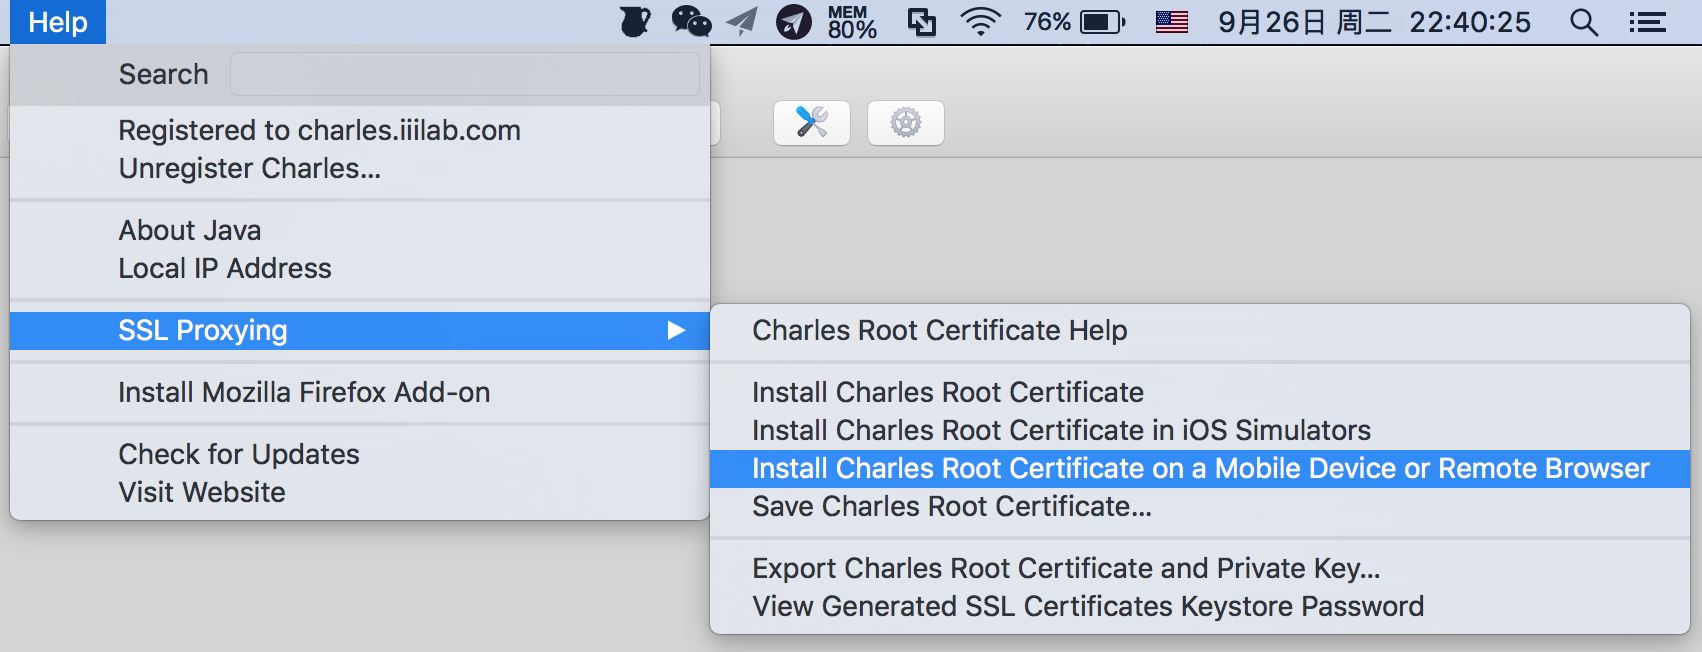 Help
MEM
80%
76%
9月26日 周二 22:40:25
Search
Registered to charles.iiilab.com
Unregister Charles...
About Java
Local IP Address
SSL Proxying
Install Mozilla Firefox Add-on
Check for Updates
Visit Website
Charles Root Certificate Help
Install Charles Root Certificate
Install Charles Root Certificate in iOS Simulators
Install Charles Root Certificate on a Mobile Device or Remote Browser
Save Charles Root Certificate...
Export Charles Root Certificate and Private Key...
View Generated SSL Certificates Keystore Password